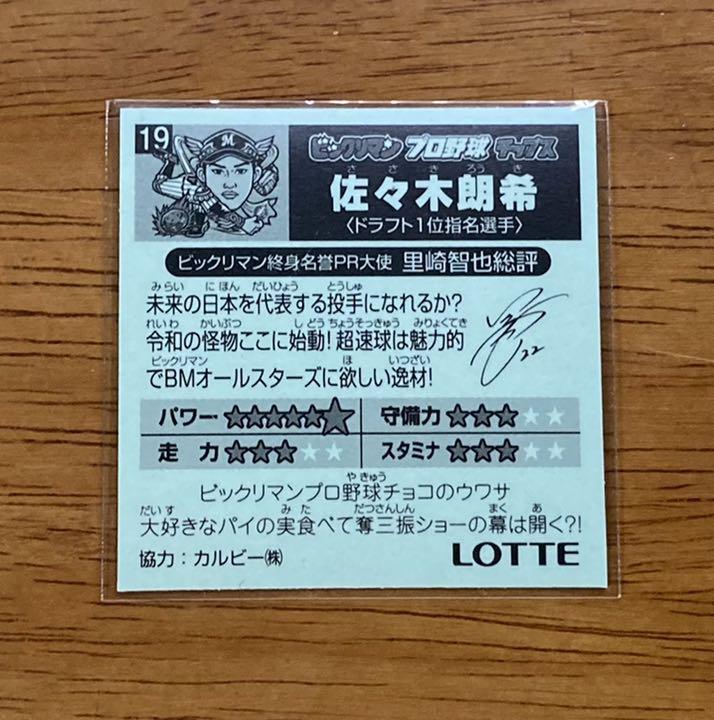 19
M
ビックリマン プロ野球 チップス
さ さ き ろう き
佐々木朗希
〈ドラフト1位指名選手〉
ビックリマン終身名誉PR大使 里崎智也総評
みらい にほん だいひょう とうしゅ
未来の日本を代表する投手になれるか?
れいわ かいぶつ しどう ちょうそっきゅう みりょくてき
令和の怪物ここに始動! 超速球は魅力的
ビックリマン ほ いつざい
でBMオールスターズに欲しい逸材!
22
パワー ★★★★★★ 守備力 ★★★☆☆
走力 ★★★☆☆ スタミナ ★★★☆☆
やきゅう
ビックリマンプロ野球チョコのウワサ
だいす みた だつさんしん まく あ
大好きなパイの実食べて奪三振ショーの幕は開く?!
協力：カルビー㈱ LOTTE